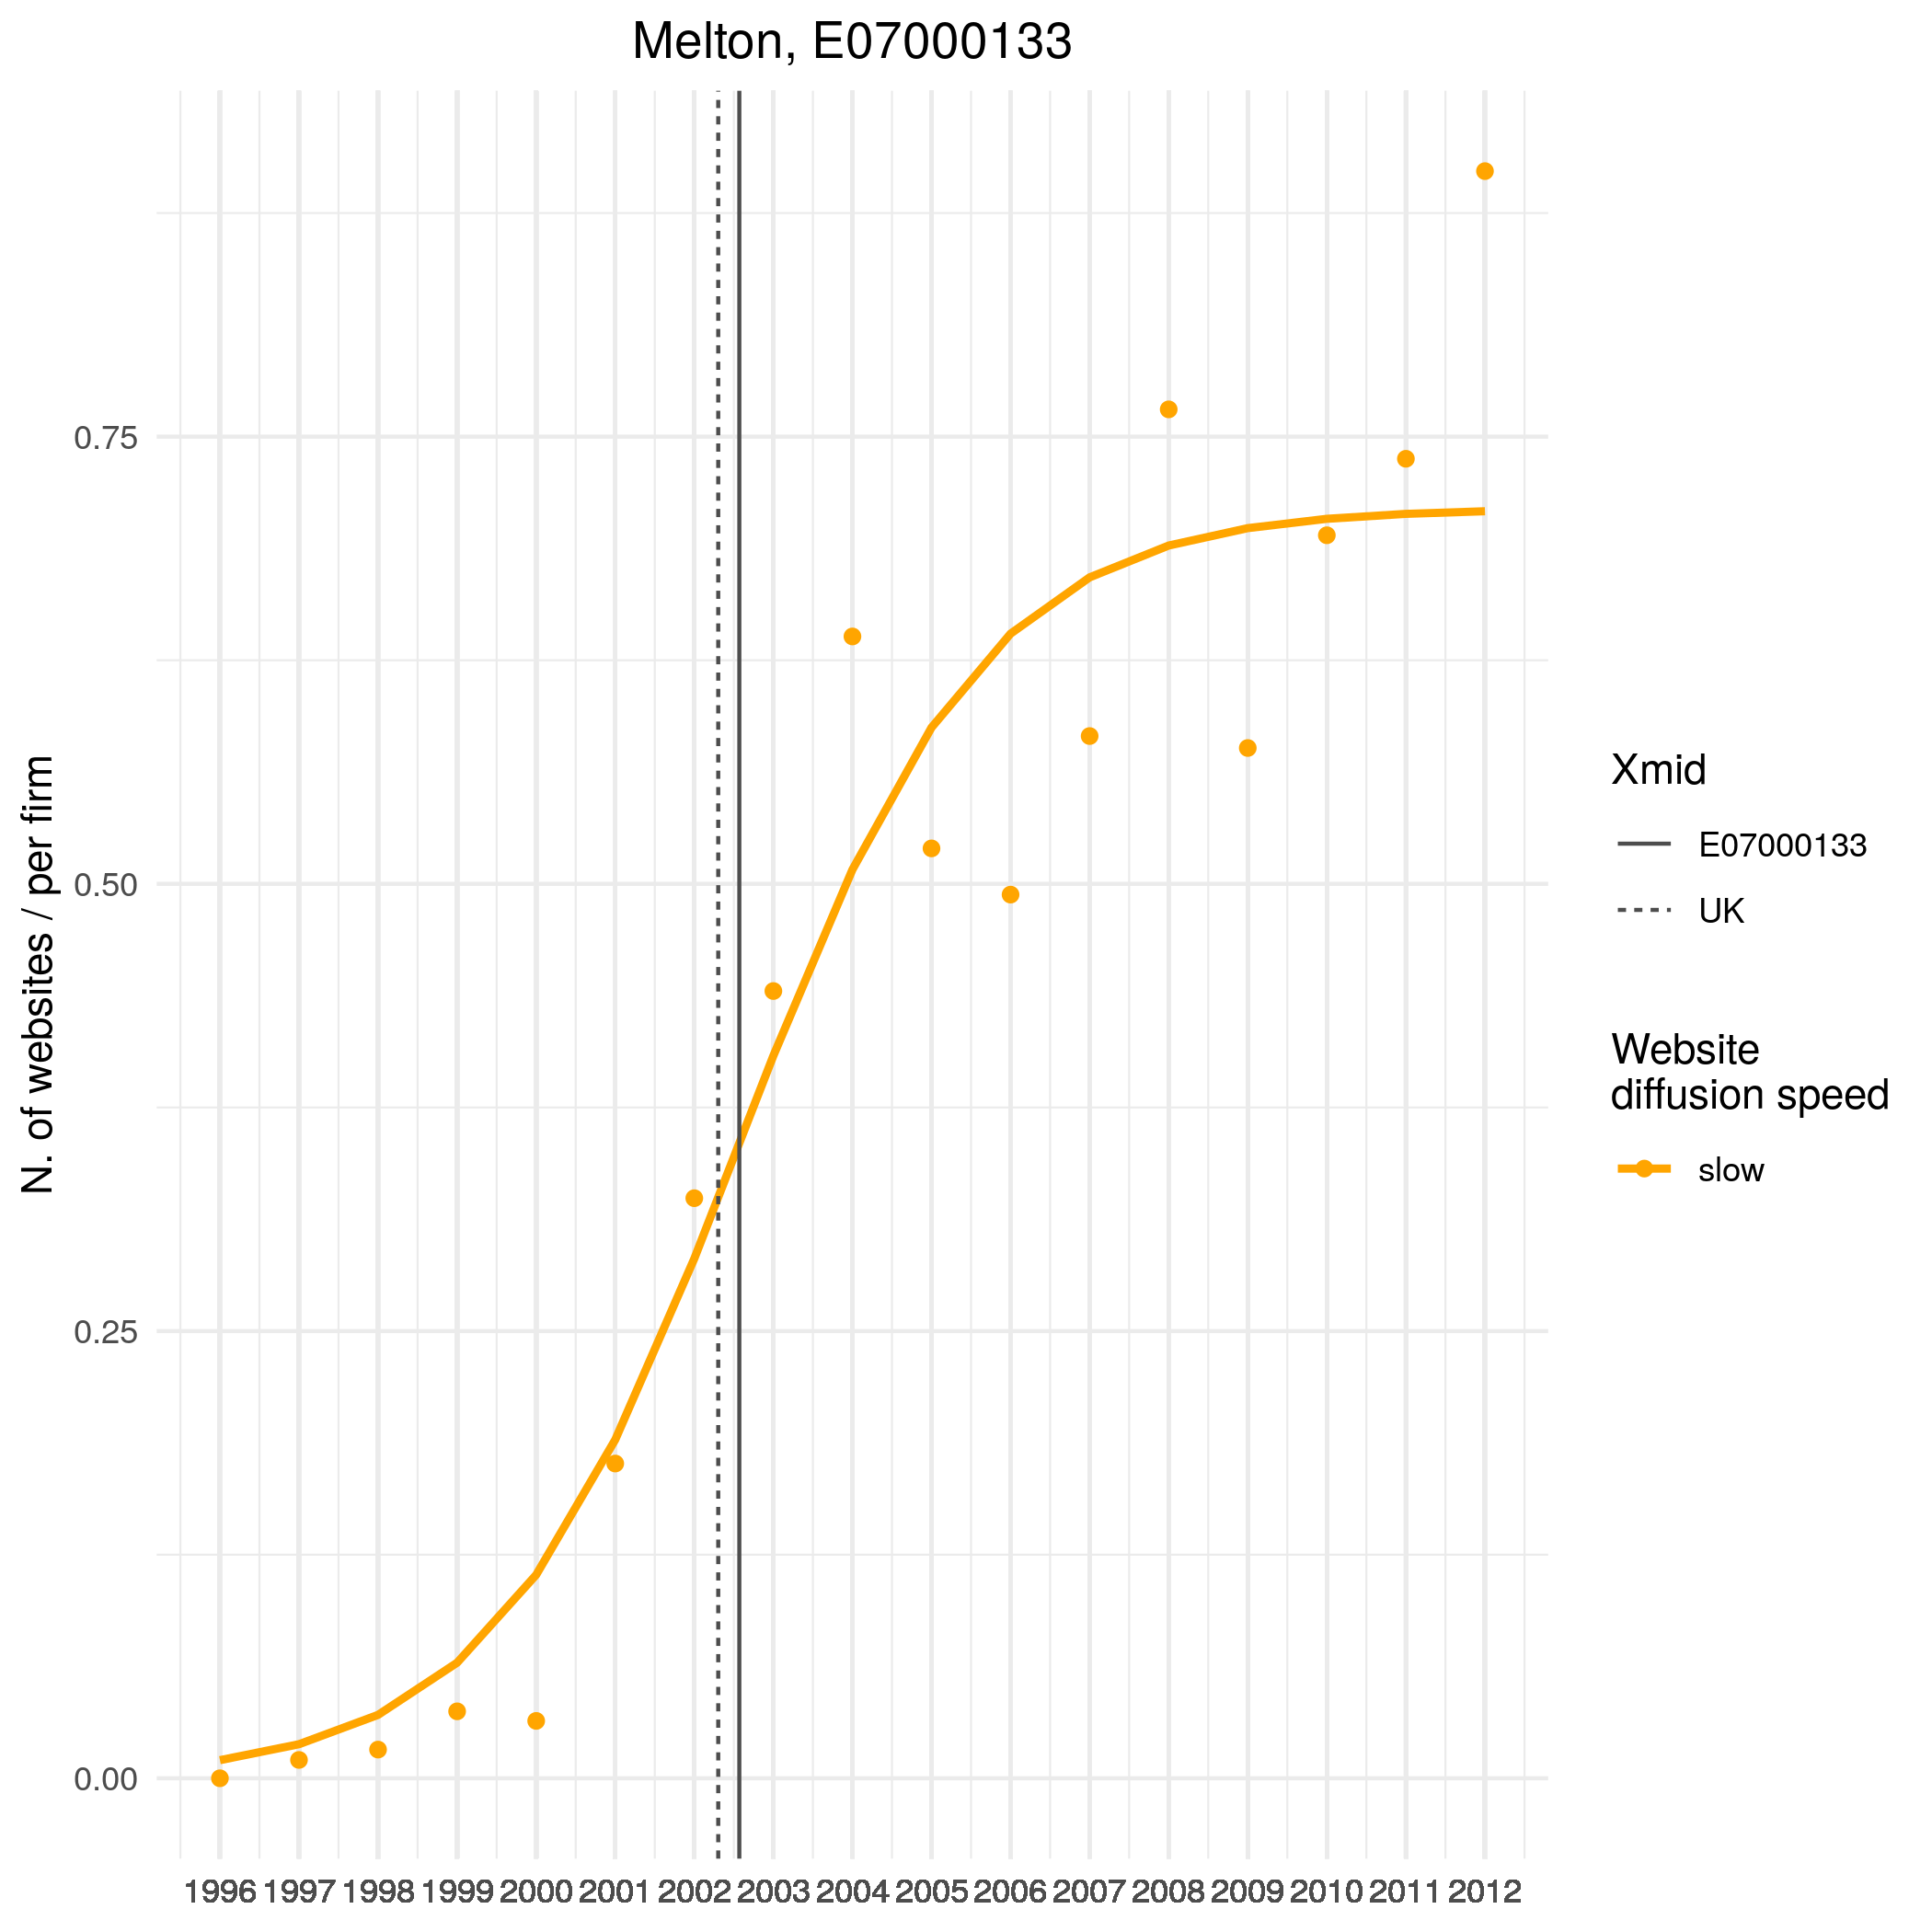 Melton, E07000133
N. of websites / per firm
0.75
0.50
0.25
0.00
1996 1997 1998 1999 2000 2001 2002 2003 2004 2005 2006 2007 2008 2009 2010 2011 2012
Xmid
E07000133
UK
Website
diffusion speed
slow